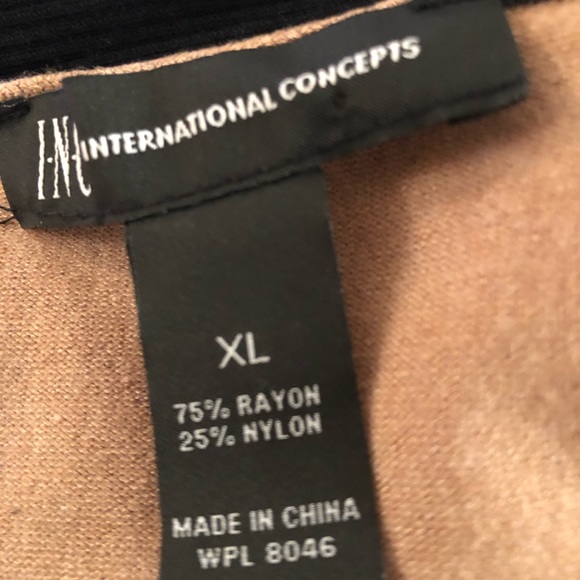 I·N·C INTERNATIONAL CONCEPTS
XL
75% RAYON
25% NYLON
MADE IN CHINA
WPL 8046